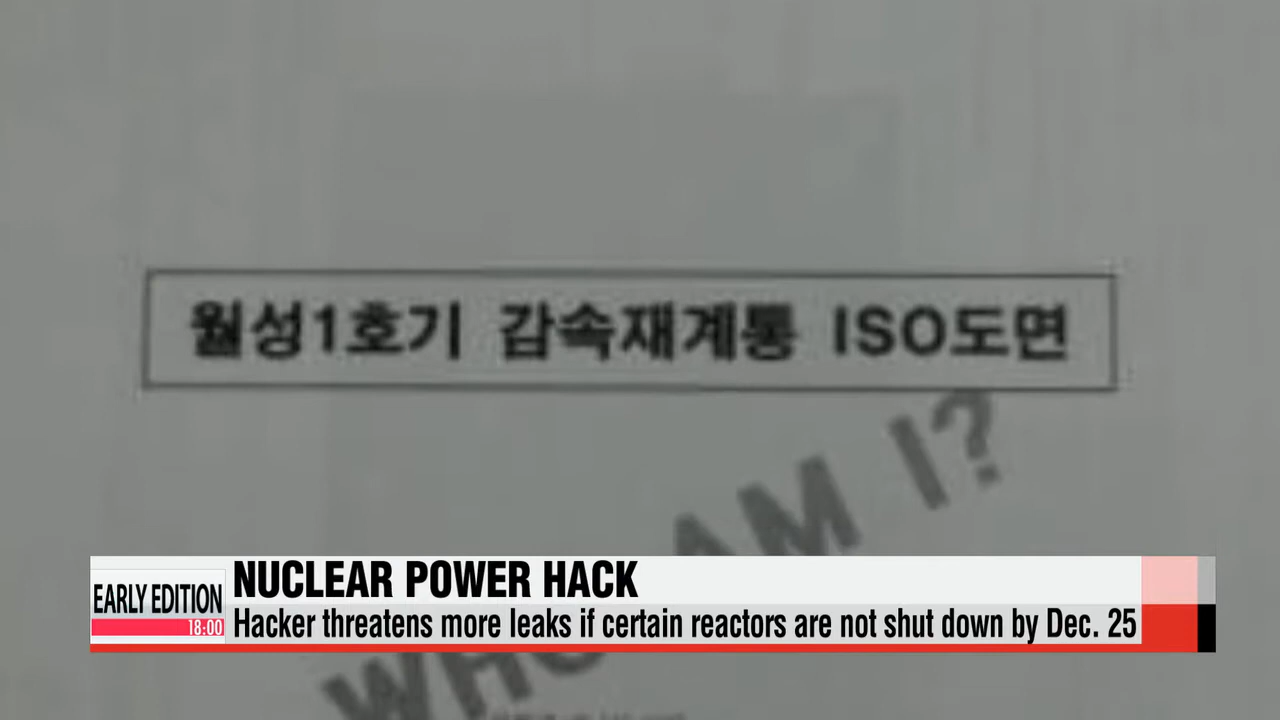 월성1호기 감속재계통 ISO도면
WHO AM I?
NUCLEAR POWER HACK
EARLY EDITION
18:00
Hacker threatens more leaks if certain reactors are not shut down by Dec. 25